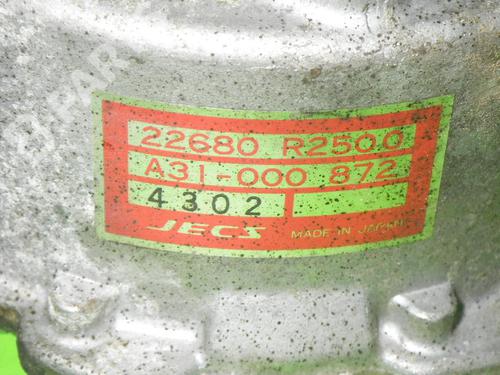 22680 R2500
A31-000 872
4302
JECS MADE IN JAPAN